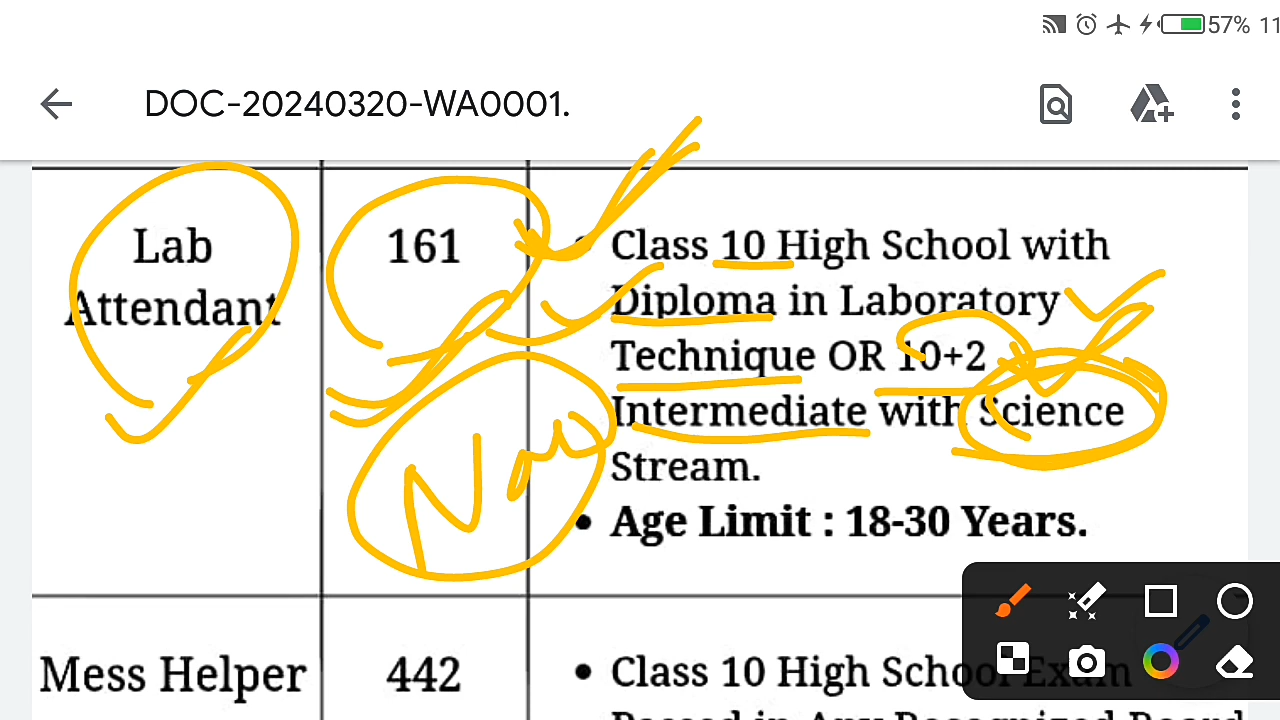 57% 11
DOC-20240320-WA0001.
Lab
Attendant
161
Class 10 High School with
Diploma in Laboratory
Technique OR 10+2
Intermediate with Science
Stream.
Age Limit : 18-30 Years.
Mess Helper
442
Class 10 High School Exam